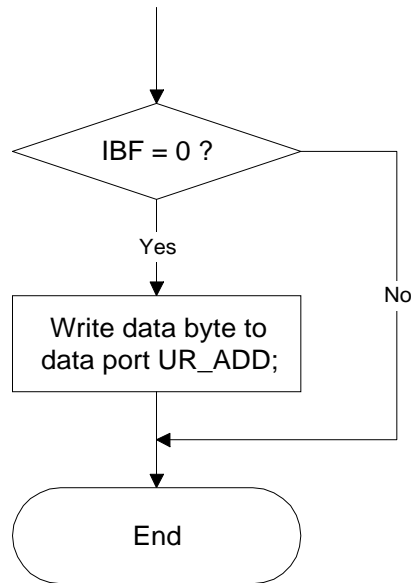 IBF = 0 ?
Yes
No
Write data byte to
data port UR_ADD;
End